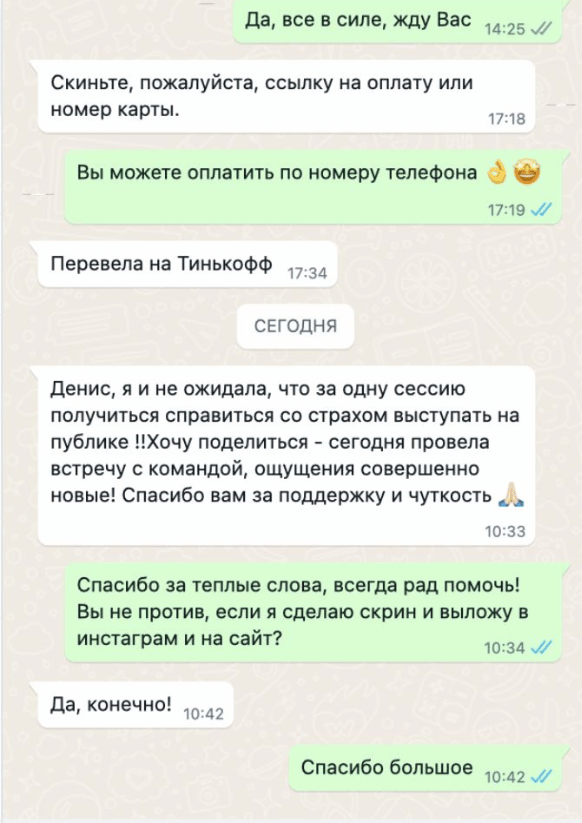 Да, все в силе, жду Вас 14:25
Скиньте, пожалуйста, ссылку на оплату или
номер карты.
17:18
Вы можете оплатить по номеру телефона 👌🤩
17:19
Перевела на Тинькофф 17:34
СЕГОДНЯ
Денис, я и не ожидала, что за одну сессию
получиться справиться со страхом выступать на
публике !!Хочу поделиться - сегодня провела
встречу с командой, ощущения совершенно
новые! Спасибо вам за поддержку и чуткость 🙏🏻
10:33
Спасибо за теплые слова, всегда рад помочь!
Вы не против, если я сделаю скрин и выложу в
инстаграм и на сайт? 10:34
Да, конечно! 10:42
Спасибо большое 10:42